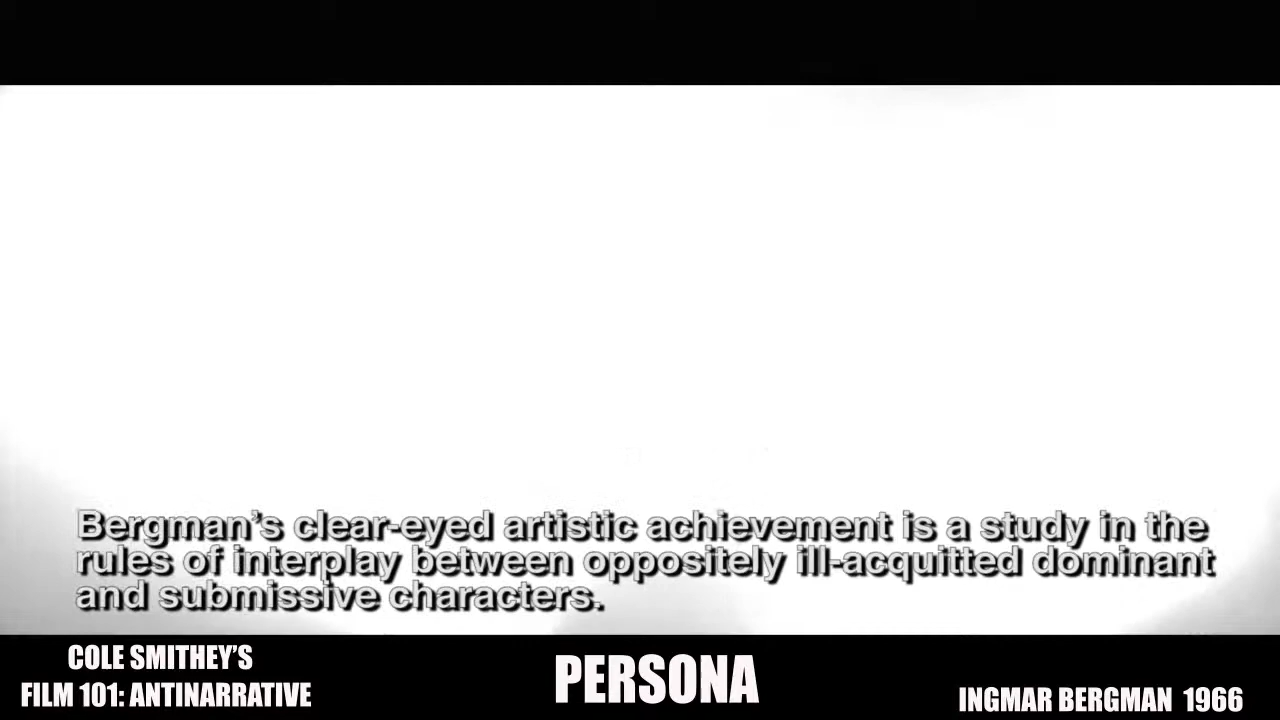 Bergman's clear-eyed artistic achievement is a study in the
rules of interplay between oppositely ill-acquitted dominant
and submissive characters.
COLE SMITHEY'S
FILM 101: ANTINARRATIVE
PERSONA
INGMAR BERGMAN 1966